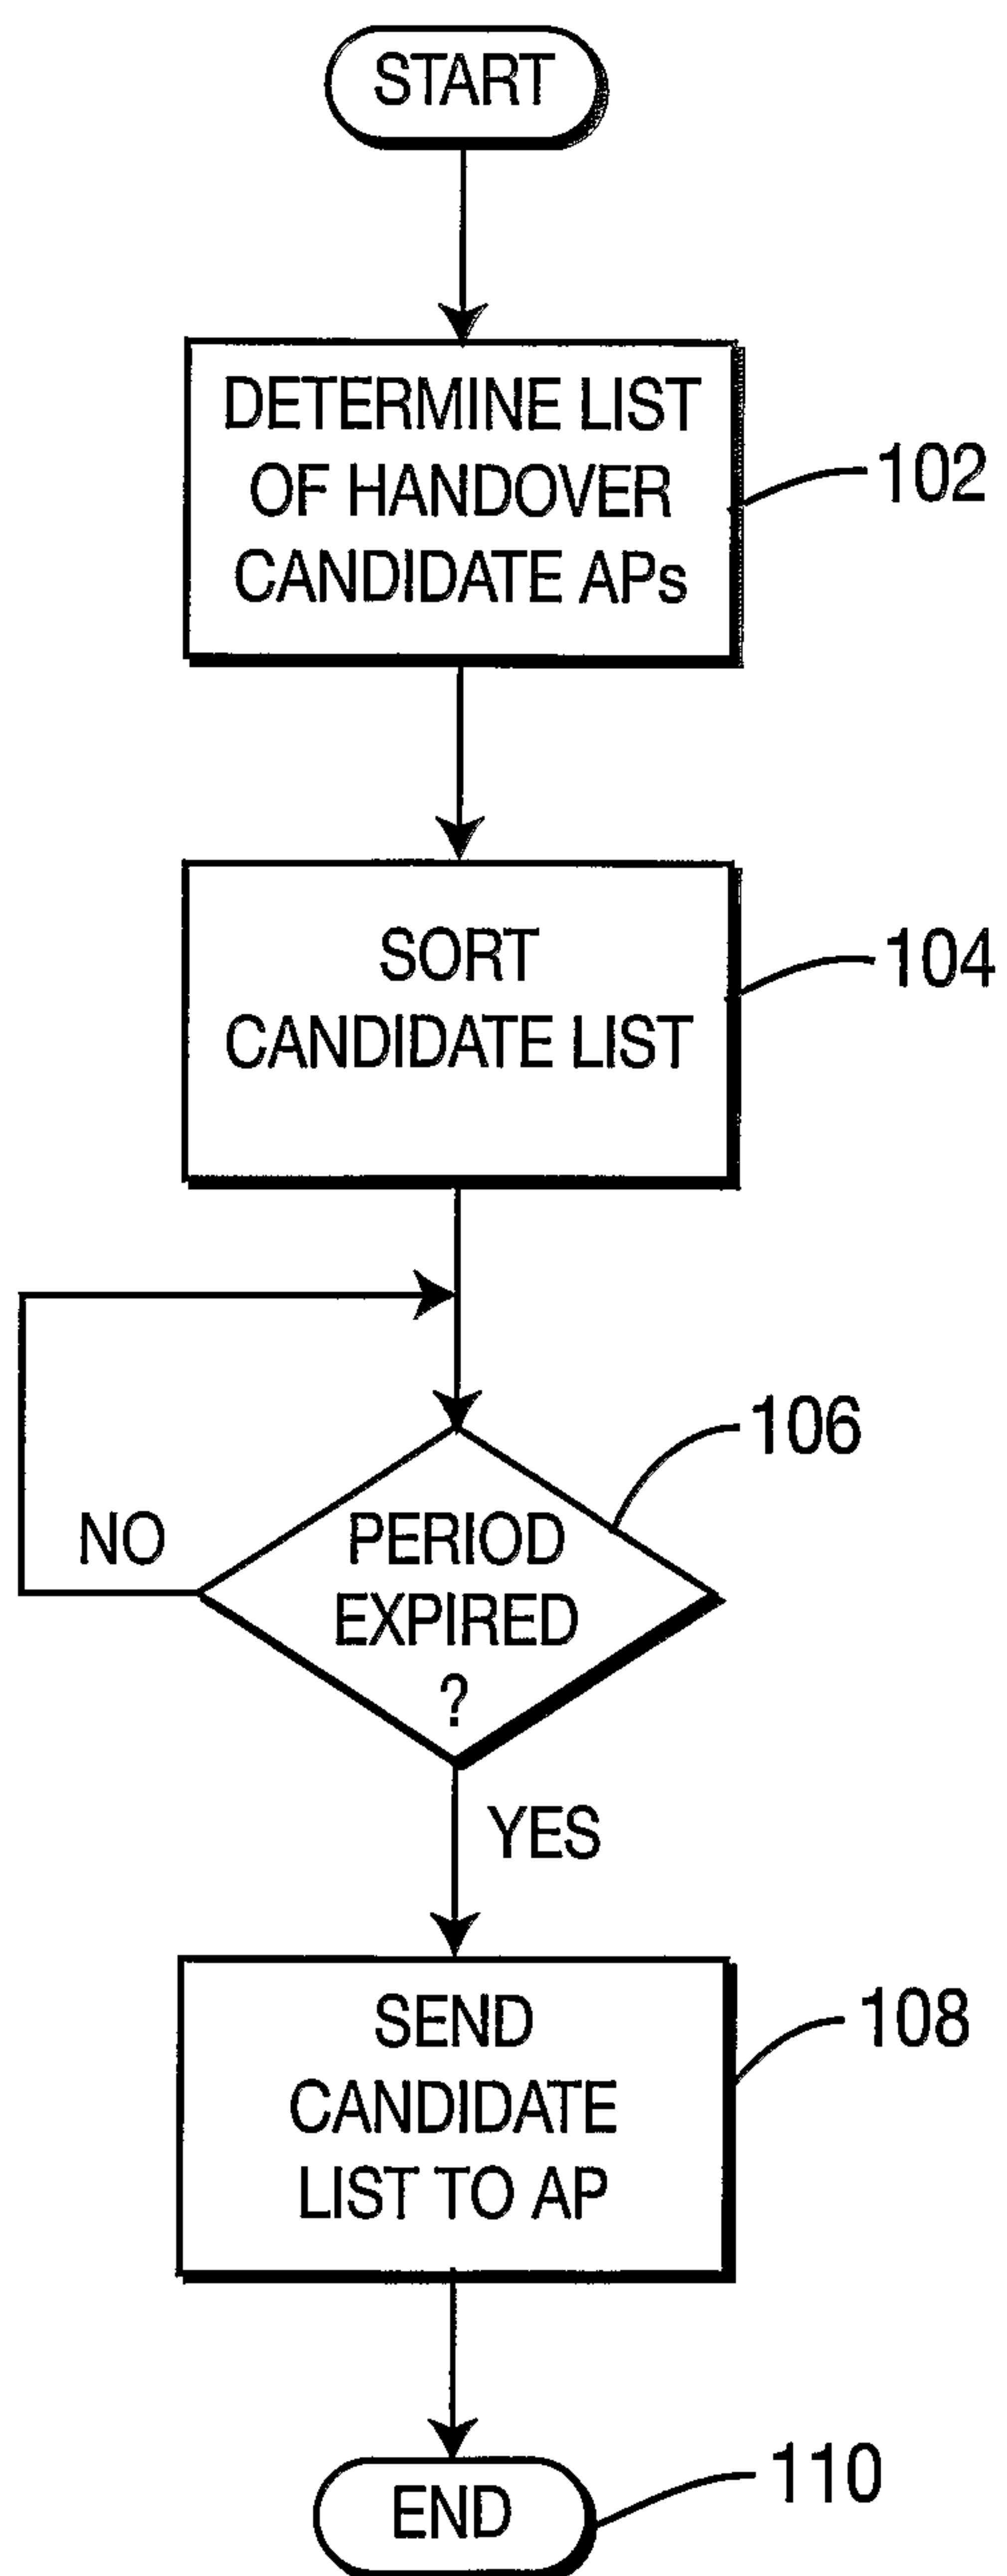 START
DETERMINE LIST
OF HANDOVER
CANDIDATE APs
102
SORT
CANDIDATE LIST
104
106
NO
PERIOD
EXPIRED
?
YES
SEND
CANDIDATE
LIST TO AP
108
END
110